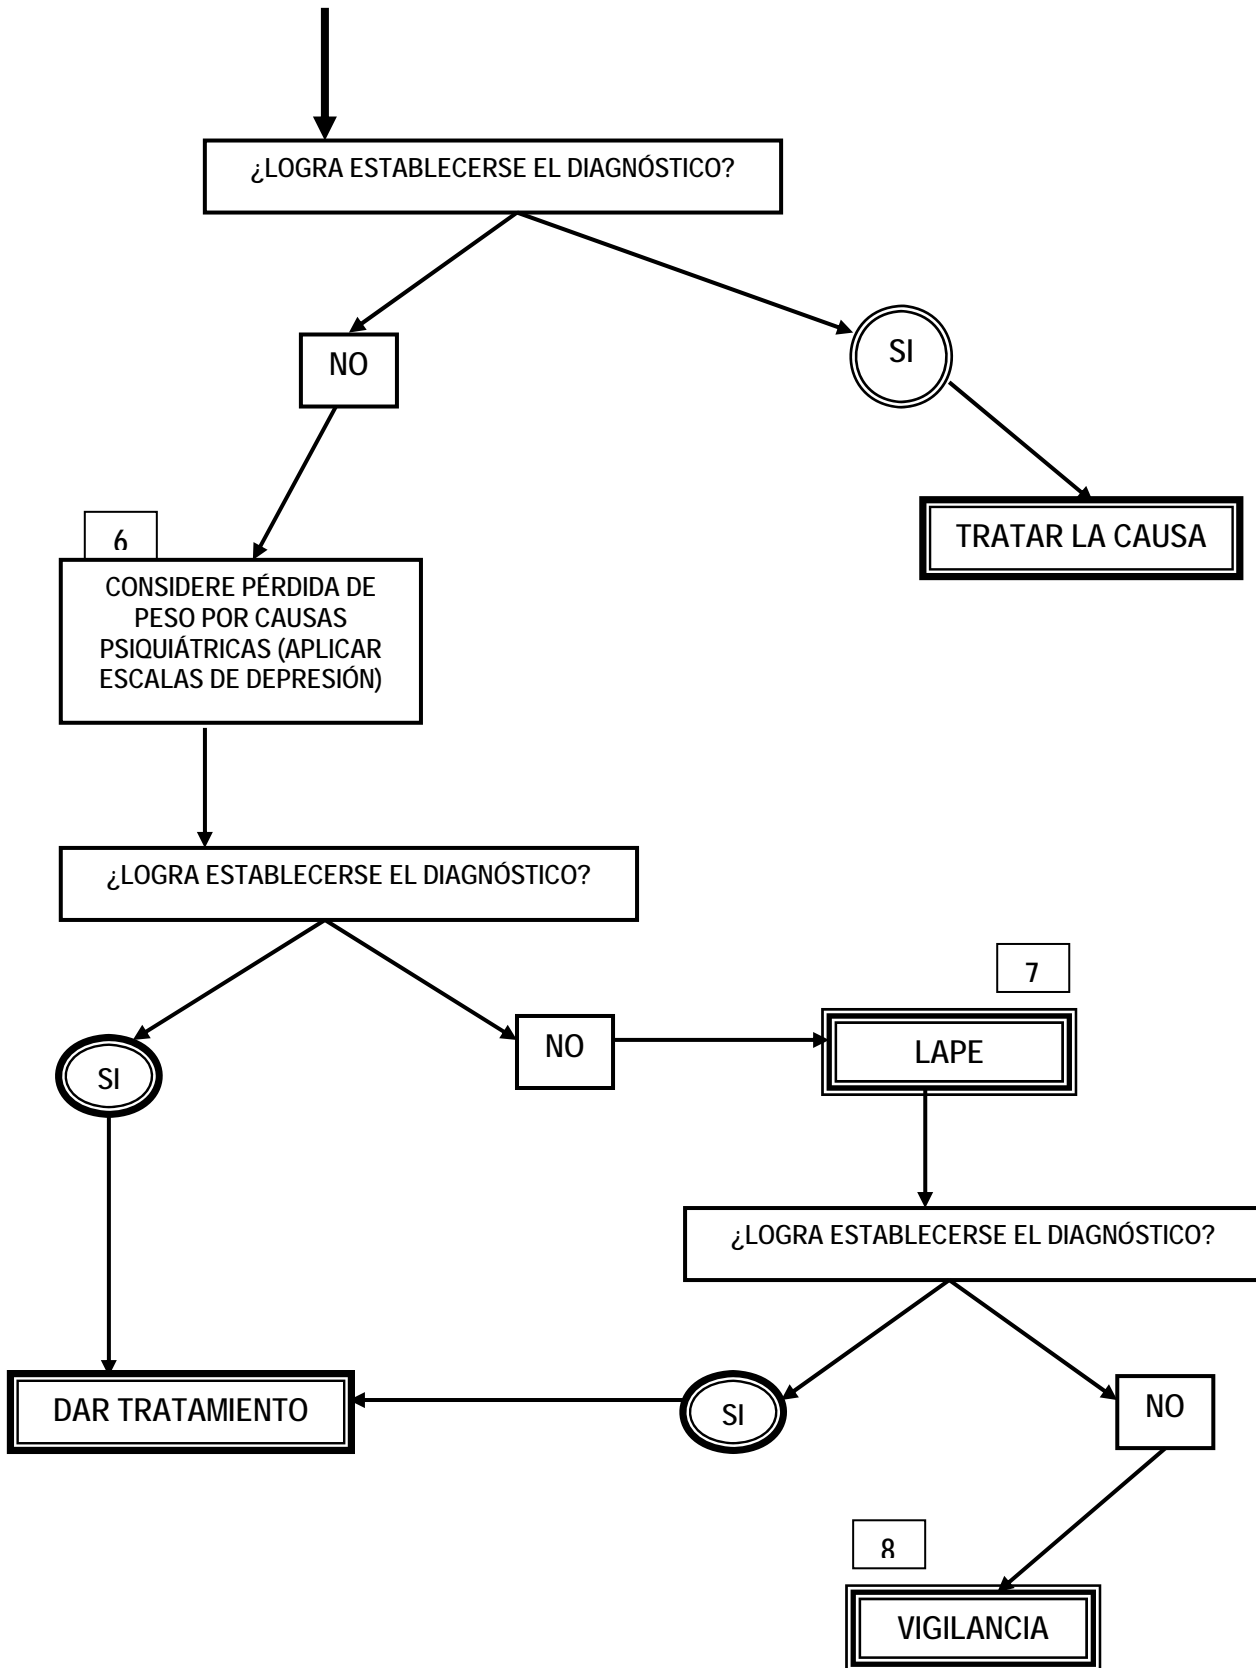 ¿LOGRA ESTABLECERSE EL DIAGNÓSTICO?
NO
SI
TRATAR LA CAUSA
6
CONSIDERE PÉRDIDA DE
PESO POR CAUSAS
PSIQUIÁTRICAS (APLICAR
ESCALAS DE DEPRESIÓN)
¿LOGRA ESTABLECERSE EL DIAGNÓSTICO?
SI
NO
7
LAPE
¿LOGRA ESTABLECERSE EL DIAGNÓSTICO?
DAR TRATAMIENTO
SI
NO
8
VIGILANCIA